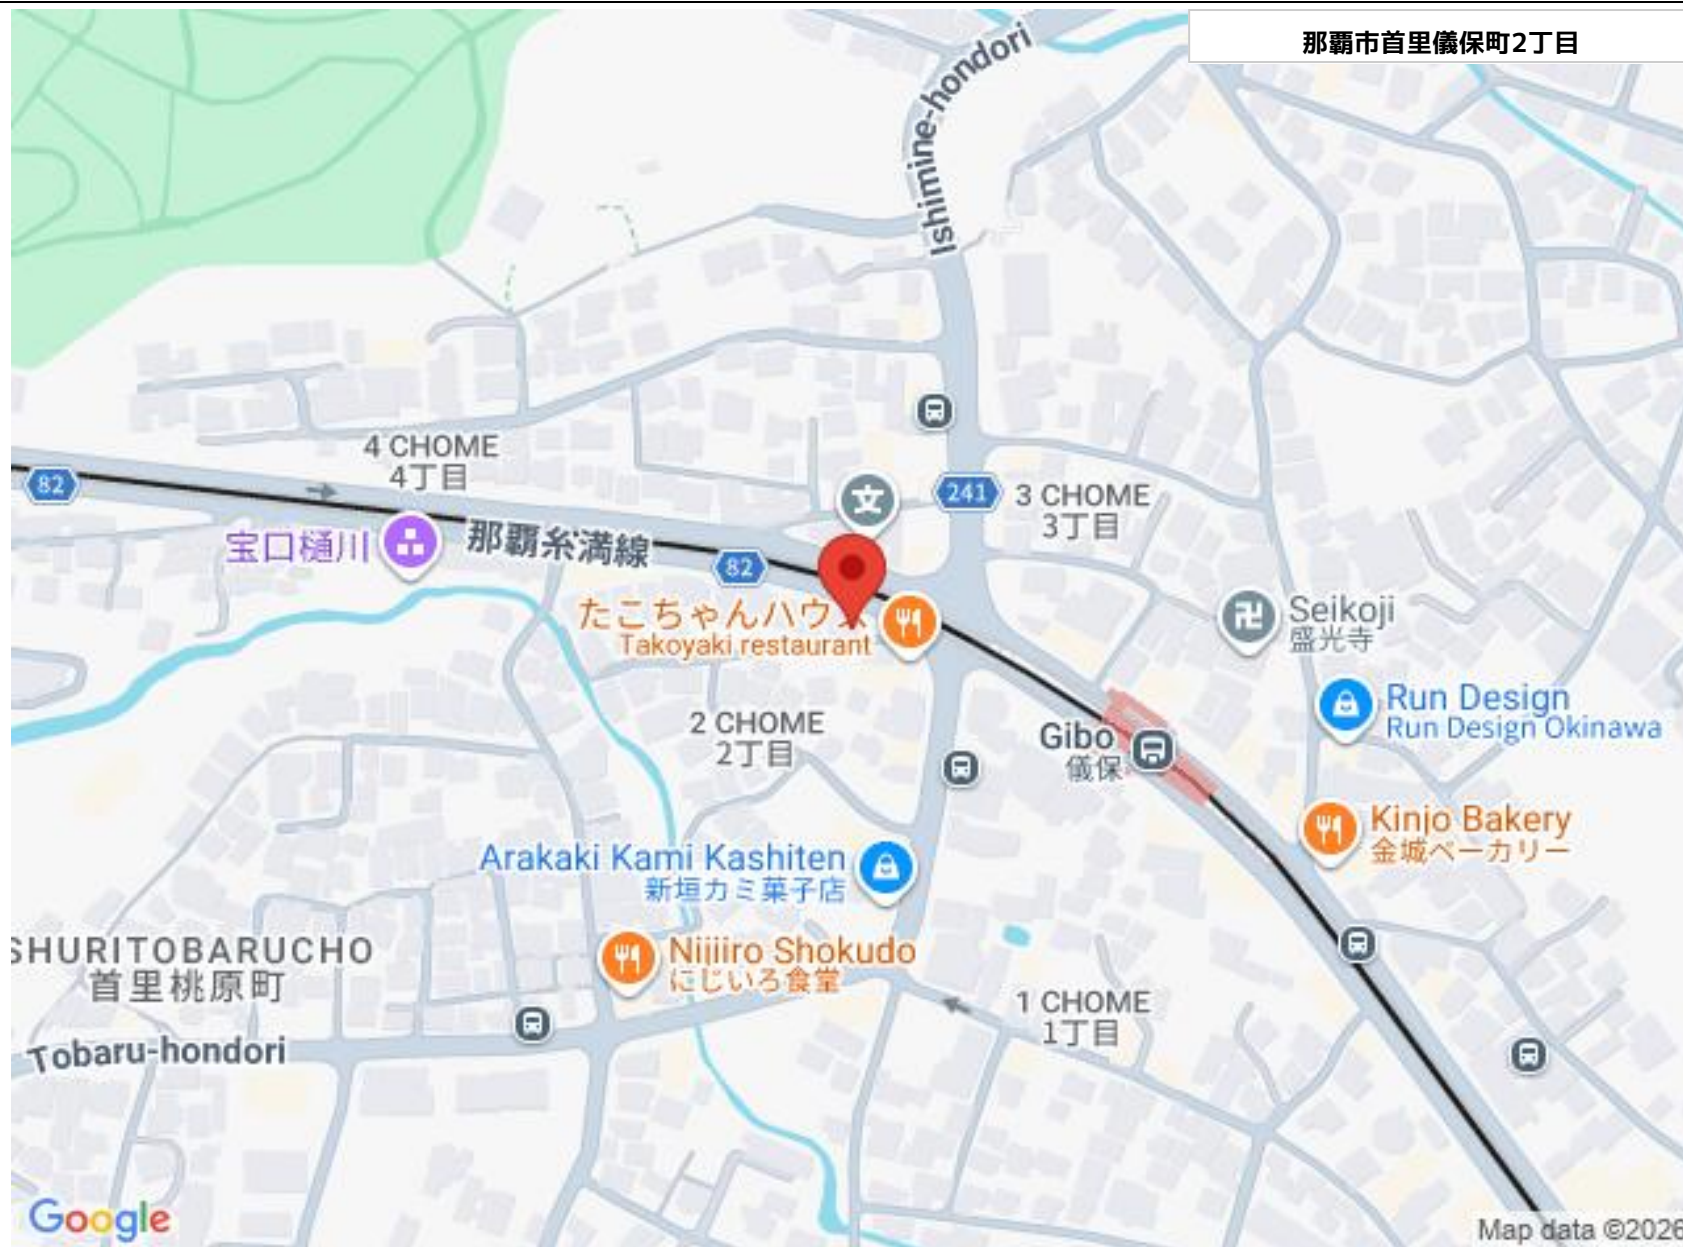 那覇市首里儀保町2丁目
Ishimine-hondori
4 CHOME
4丁目
82
241
3 CHOME
3丁目
宝口樋川
那覇糸満線
82
文
たこちゃんハウ
Takoyaki restaurant
Seikoji
盛光寺
Run Design
Run Design Okinawa
2 CHOME
2丁目
Gibo
儀保
Kinjo Bakery
金城ベーカリー
Arakaki Kami Kashiten
新垣カミ菓子店
SHURITOBARUCHO
首里桃原町
Nijiiro Shokudo
にじいろ食堂
1 CHOME
1丁目
Tobaru-hondori
Google
Map data ©2026